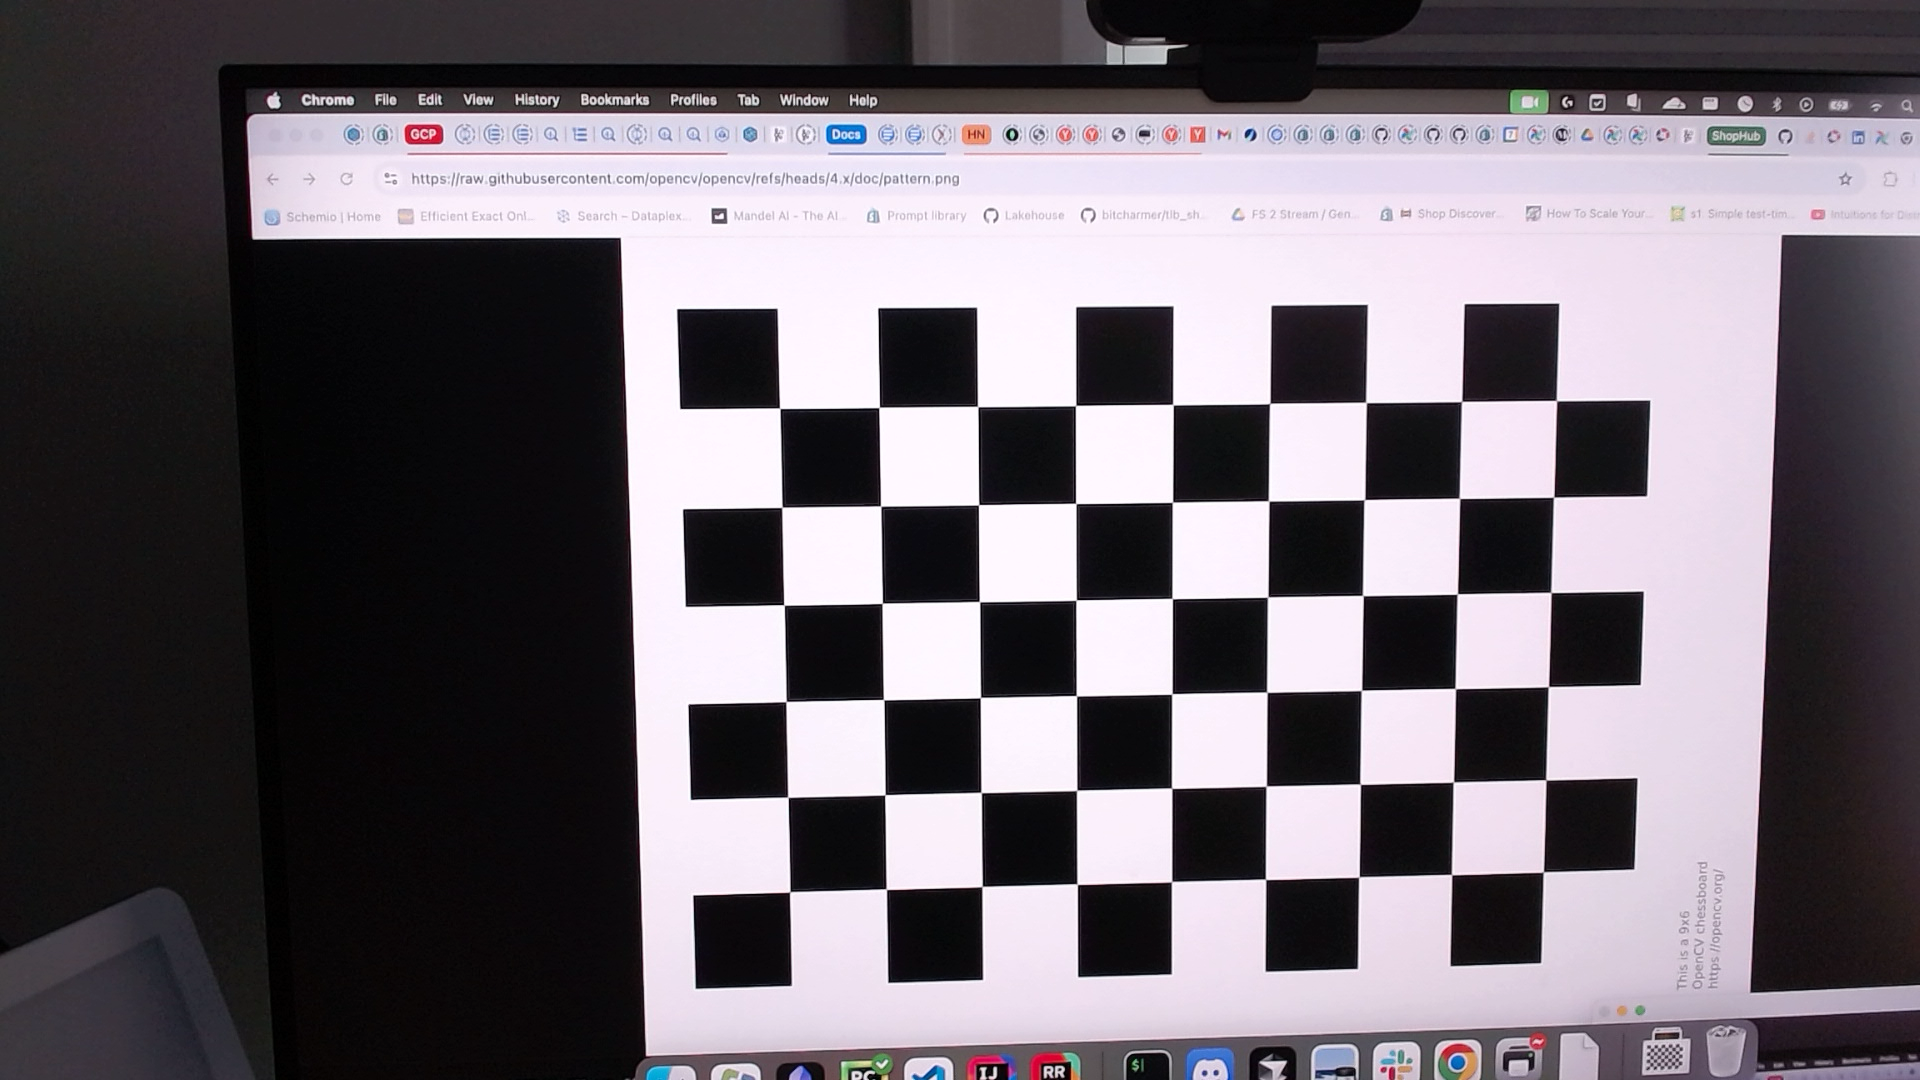 Chrome File Edit View History Bookmarks Profiles Tab Window Help
GCP Docs HN ShopHub
https://raw.githubusercontent.com/opencv/opencv/refs/heads/4.x/doc/pattern.png
Schemio | Home Efficient Exact Onl... Search – Dataplex... Mandel AI - The AI... Prompt library Lakehouse bitcharmer/tlb_sh... FS 2 Stream / Gen... Shop Discover... How To Scale Your... s1. Simple test-tim... Intuitions for
This is a 9x6
OpenCV chessboard
https://opencv.org/
PC IJ RR $